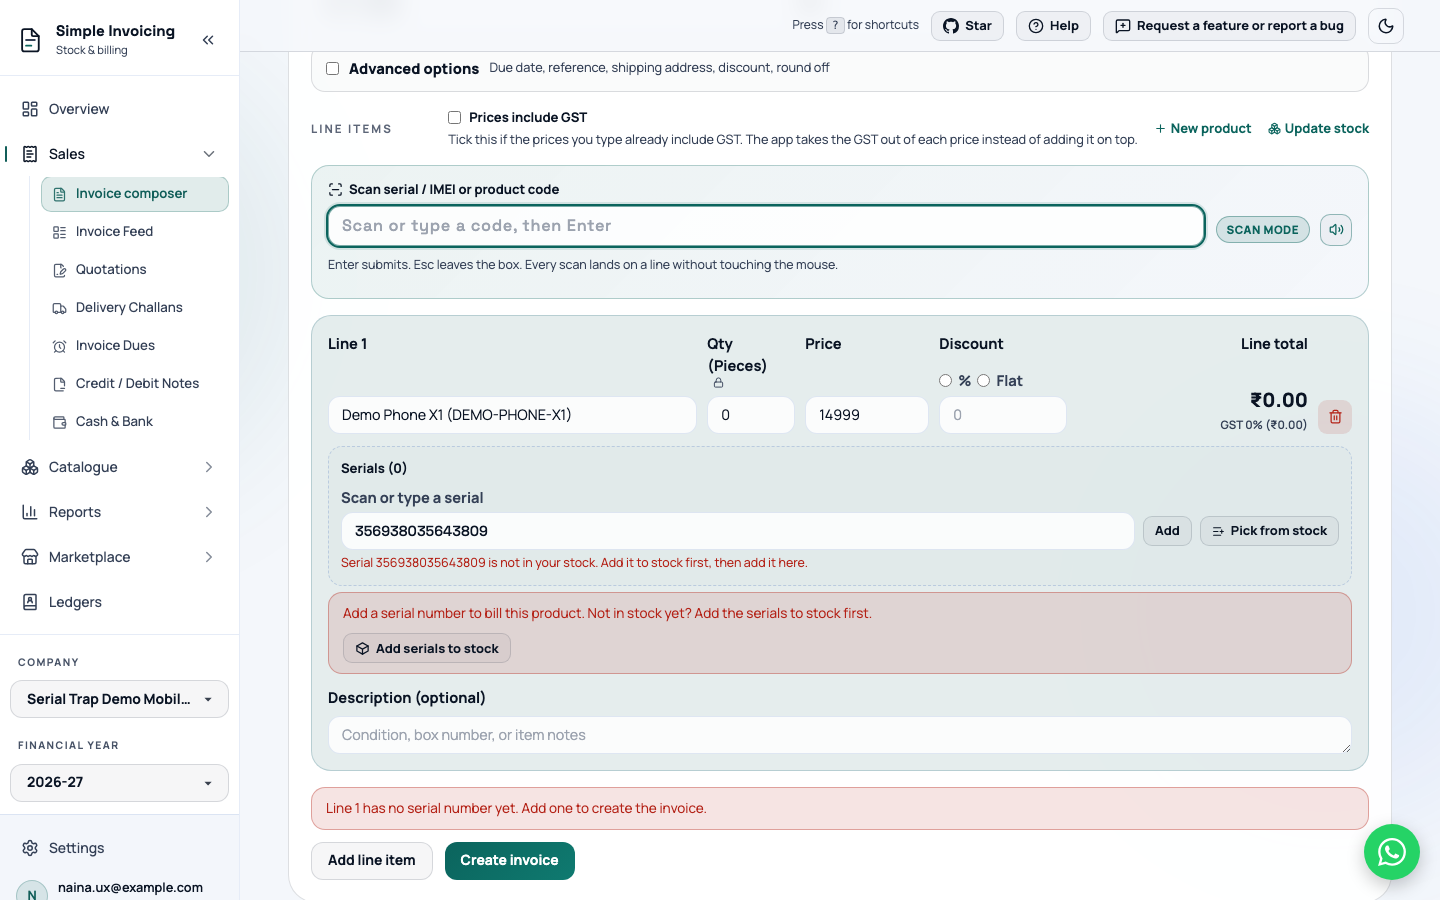 Simple Invoicing
Stock & billing
Press ? for shortcuts
Star
Help
Request a feature or report a bug
Overview
Sales
Invoice composer
Invoice Feed
Quotations
Delivery Challans
Invoice Dues
Credit / Debit Notes
Cash & Bank
Catalogue
Reports
Marketplace
Ledgers
COMPANY
Serial Trap Demo Mobil...
FINANCIAL YEAR
2026-27
Settings
N
naina.ux@example.com
Advanced options Due date, reference, shipping address, discount, round off
LINE ITEMS
Prices include GST
Tick this if the prices you type already include GST. The app takes the GST out of each price instead of adding it on top.
New product
Update stock
Scan serial / IMEI or product code
Scan or type a code, then Enter
SCAN MODE
Enter submits. Esc leaves the box. Every scan lands on a line without touching the mouse.
Line 1
Qty
(Pieces)
Price
Discount
Line total
% Flat
Demo Phone X1 (DEMO-PHONE-X1)
0
14999
0
₹0.00
GST 0% (₹0.00)
Serials (0)
Scan or type a serial
356938035643809
Add
Pick from stock
Serial 356938035643809 is not in your stock. Add it to stock first, then add it here.
Add a serial number to bill this product. Not in stock yet? Add the serials to stock first.
Add serials to stock
Description (optional)
Condition, box number, or item notes
Line 1 has no serial number yet. Add one to create the invoice.
Add line item
Create invoice